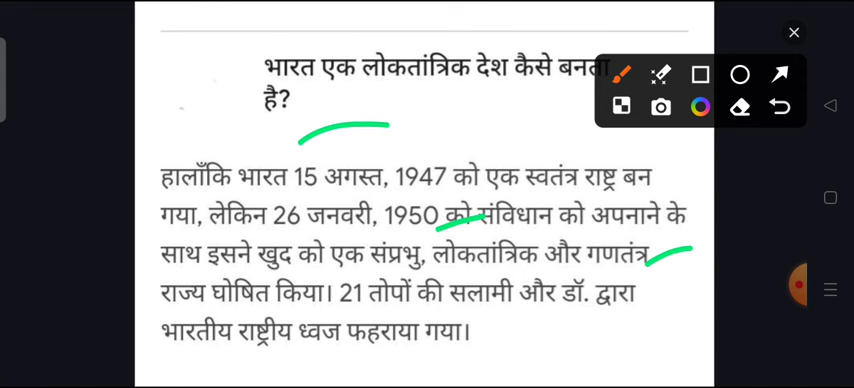 भारत एक लोकतांत्रिक देश कैसे बनता
है?
हालाँकि भारत 15 अगस्त, 1947 को एक स्वतंत्र राष्ट्र बन
गया, लेकिन 26 जनवरी, 1950 को संविधान को अपनाने के
साथ इसने खुद को एक संप्रभु, लोकतांत्रिक और गणतंत्र
राज्य घोषित किया। 21 तोपों की सलामी और डॉ. द्वारा
भारतीय राष्ट्रीय ध्वज फहराया गया।